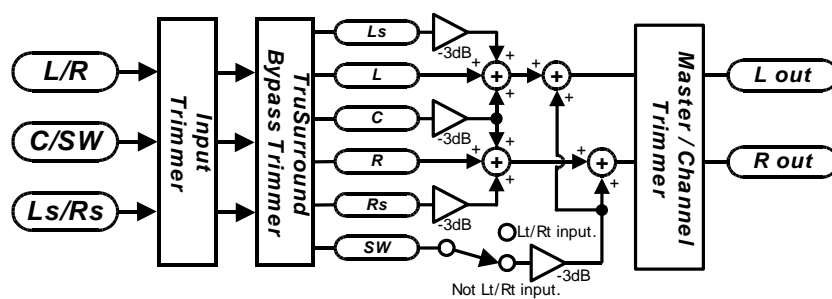 L/R
C/SW
Ls/Rs
Input
Trimmer
TruSurround
Bypass Trimmer
Ls
-3dB
L
C
-3dB
R
Rs
-3dB
SW
+
+
+
+
+
+
+
+
+
+
+
+
+
+
Lt/Rt input.
Not Lt/Rt input.
-3dB
Master / Channel
Trimmer
L out
R out